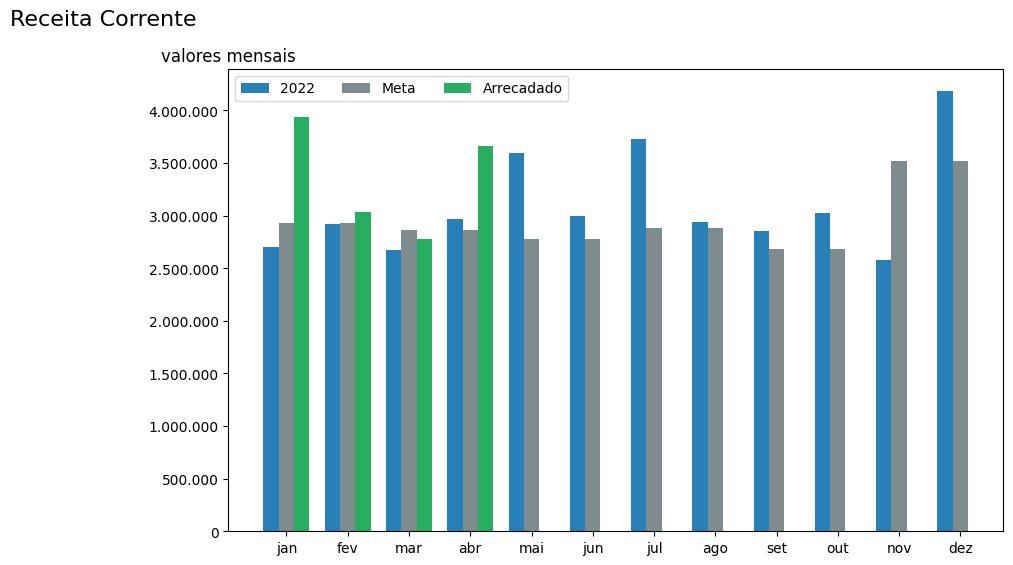 Receita Corrente
valores mensais
2022 Meta Arrecadado
4.000.000
3.500.000
3.000.000
2.500.000
2.000.000
1.500.000
1.000.000
500.000
0
jan fev mar abr mai jun jul ago set out nov dez